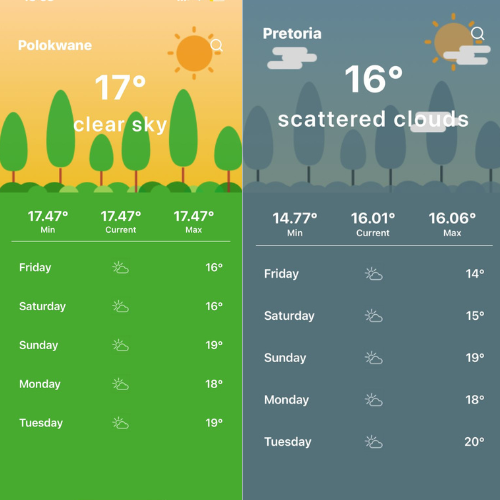 Polokwane
17°
clear sky
17.47° 17.47° 17.47°
Min Current Max
Friday 16°
Saturday 16°
Sunday 19°
Monday 18°
Tuesday 19°
Pretoria
16°
scattered clouds
14.77° 16.01° 16.06°
Min Current Max
Friday 14°
Saturday 15°
Sunday 19°
Monday 18°
Tuesday 20°